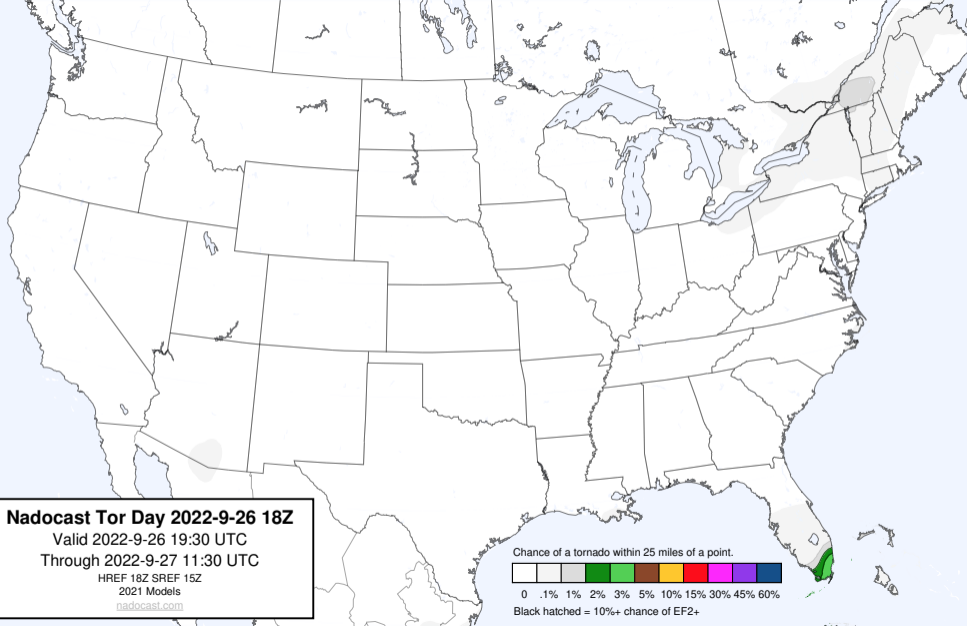 Nadocast Tor Day 2022-9-26 18Z
Valid 2022-9-26 19:30 UTC
Through 2022-9-27 11:30 UTC
HREF 18Z SREF 15Z
2021 Models
nadocast.com
Chance of a tornado within 25 miles of a point.
0 .1% 1% 2% 3% 5% 10% 15% 30% 45% 60%
Black hatched = 10%+ chance of EF2+